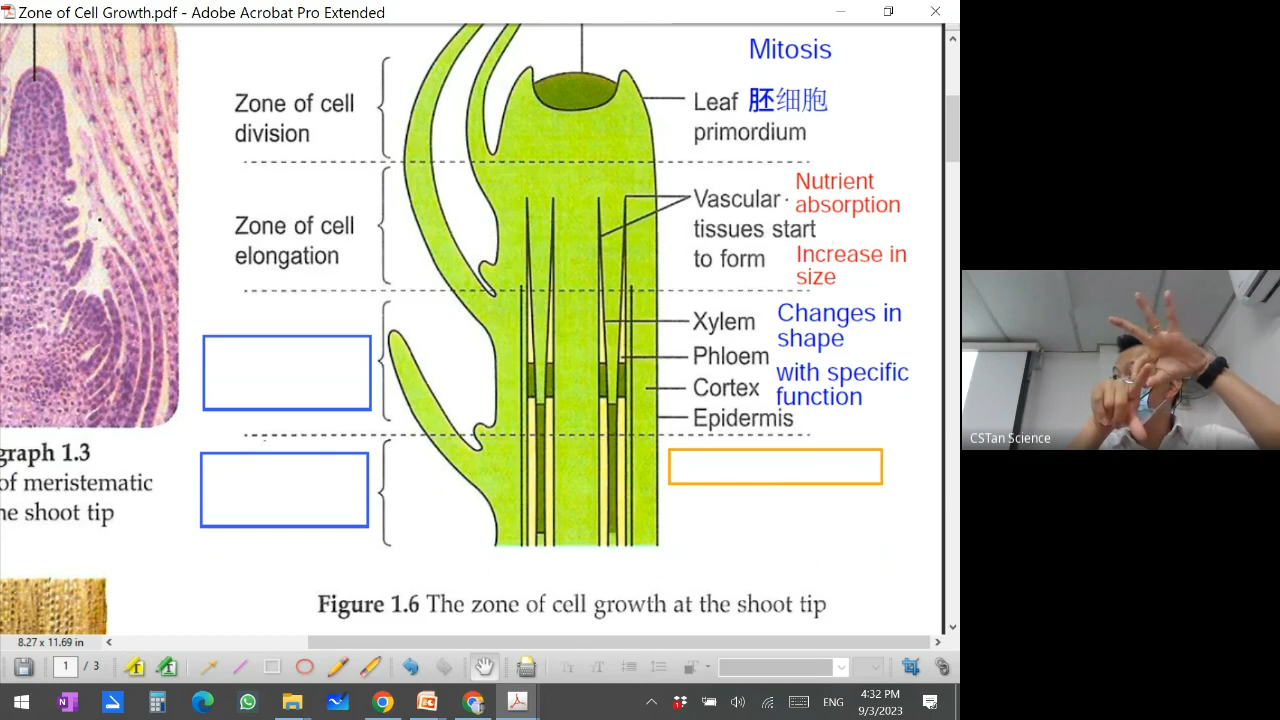 Zone of Cell Growth.pdf - Adobe Acrobat Pro Extended
Mitosis
Zone of cell
division
Leaf 胚细胞
primordium
Nutrient
absorption
Vascular
tissues start
to form
Zone of cell
elongation
Increase in
size
Xylem
Changes in
shape
Phloem
Cortex
with specific
function
Epidermis
graph 1.3
of meristematic
he shoot tip
Figure 1.6 The zone of cell growth at the shoot tip
CSTan Science
8.27 x 11.69 in
1 / 3
ENG
4:32 PM
9/3/2023